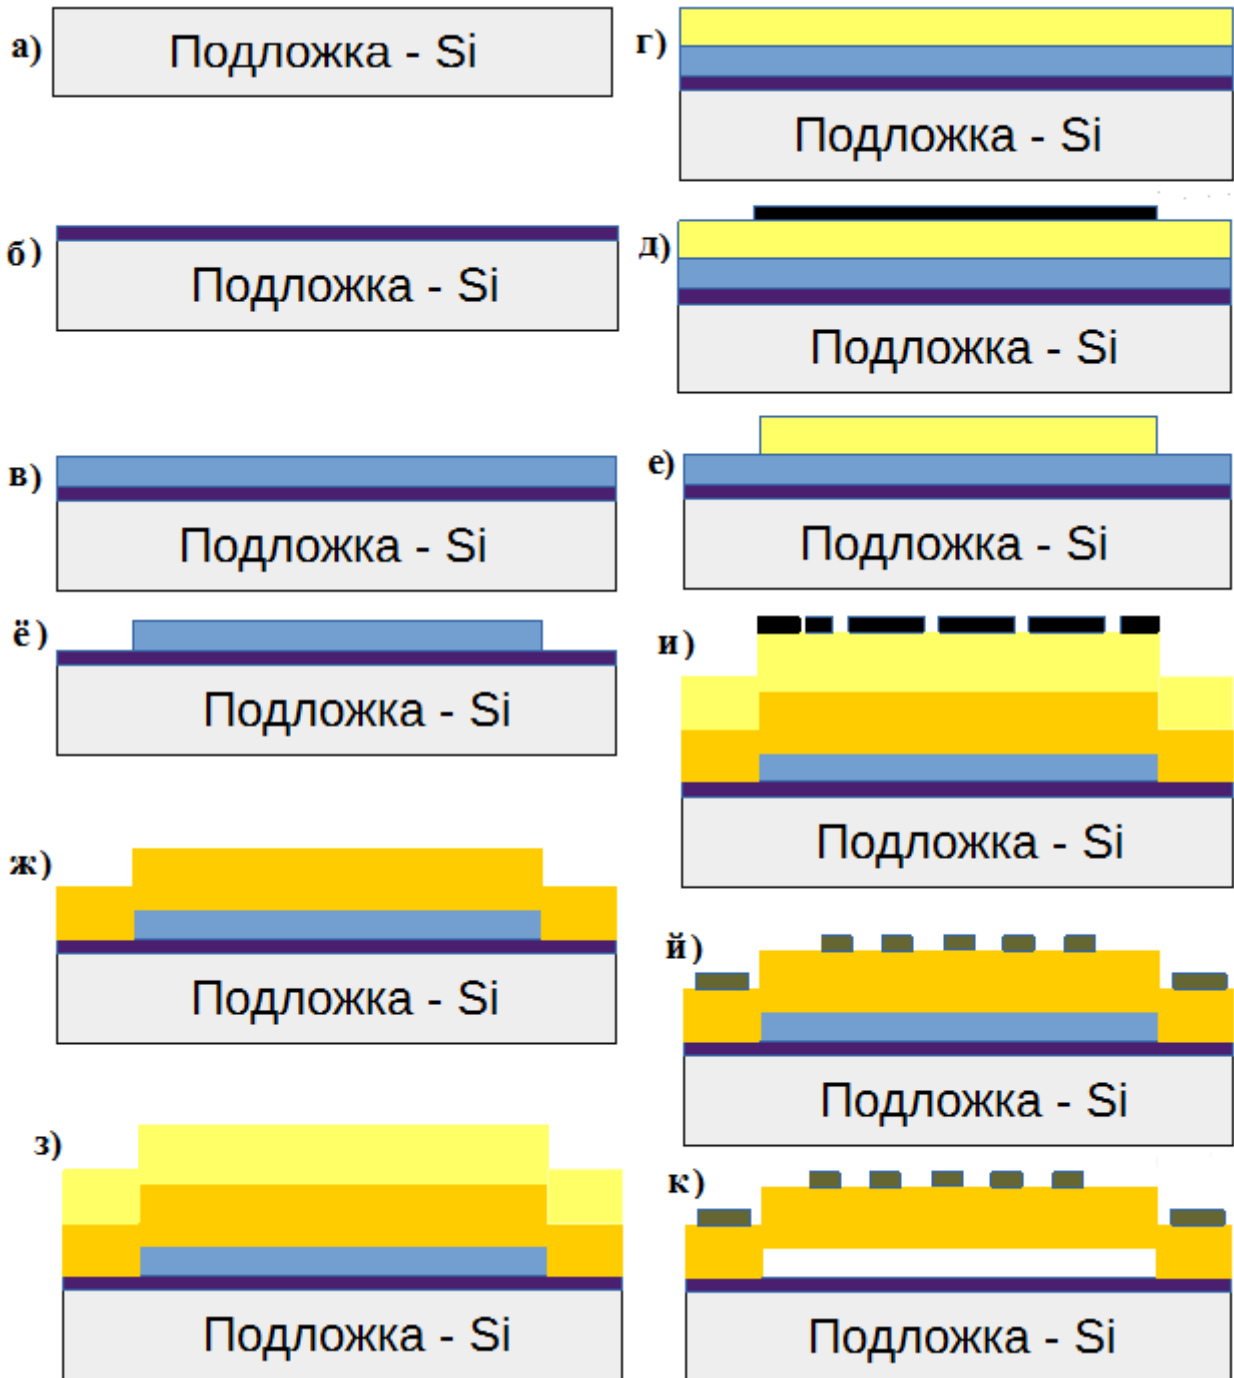 а) Подложка - Si
б) Подложка - Si
в) Подложка - Si
ё) Подложка - Si
ж) Подложка - Si
з) Подложка - Si
г) Подложка - Si
д) Подложка - Si
е) Подложка - Si
и) Подложка - Si
й) Подложка - Si
к) Подложка - Si